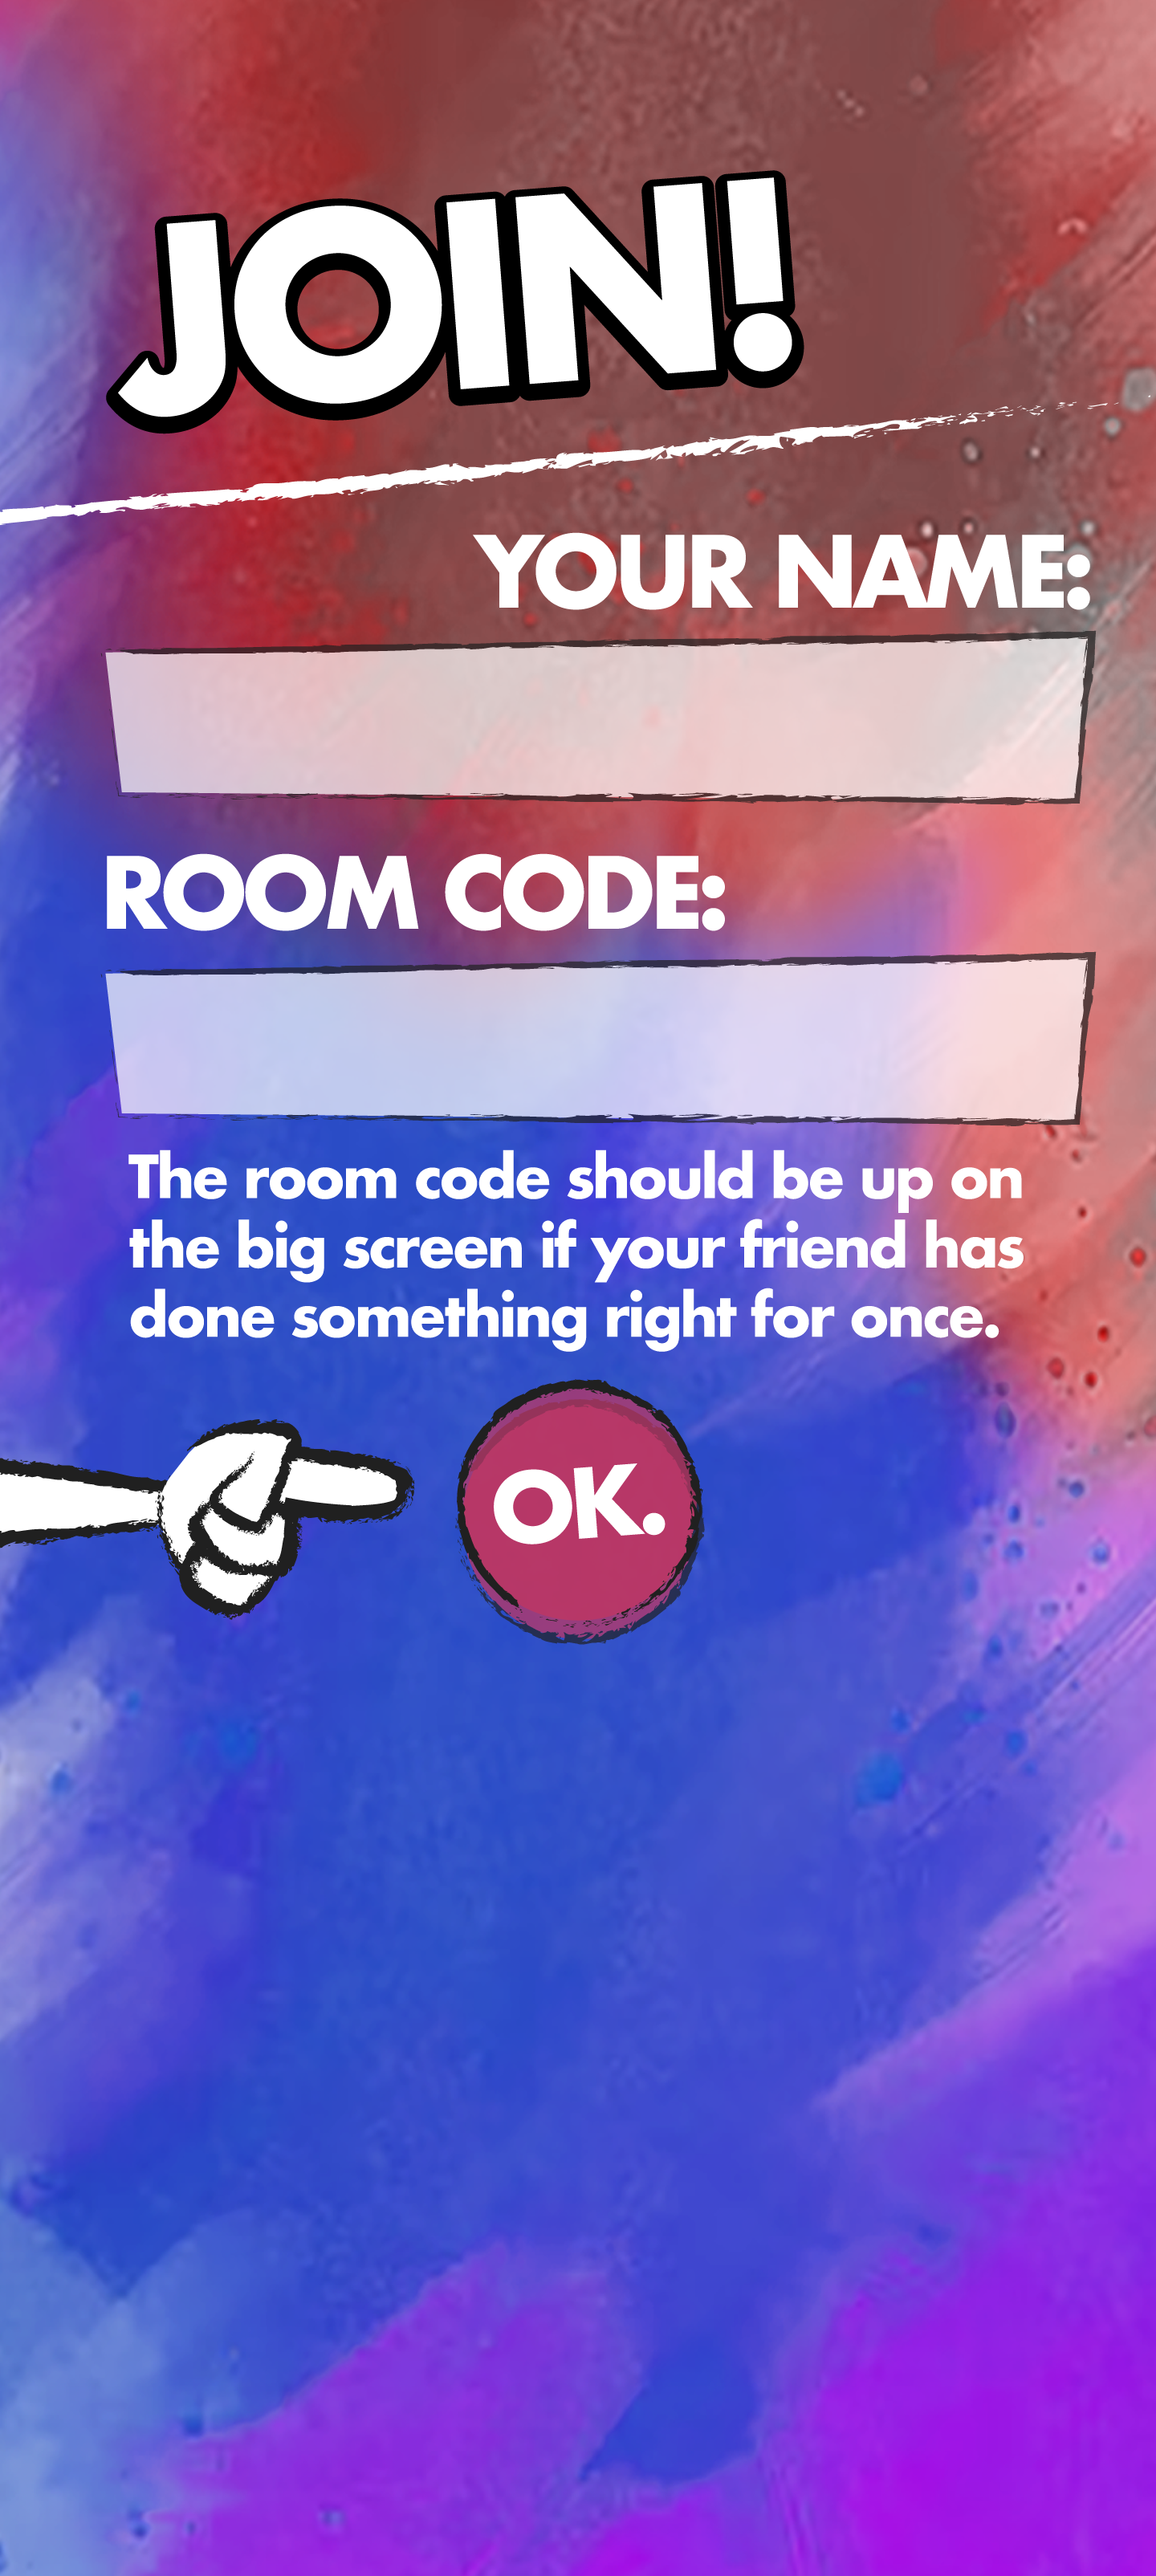 JOIN!
YOUR NAME:
ROOM CODE:
The room code should be up on
the big screen if your friend has
done something right for once.
OK.